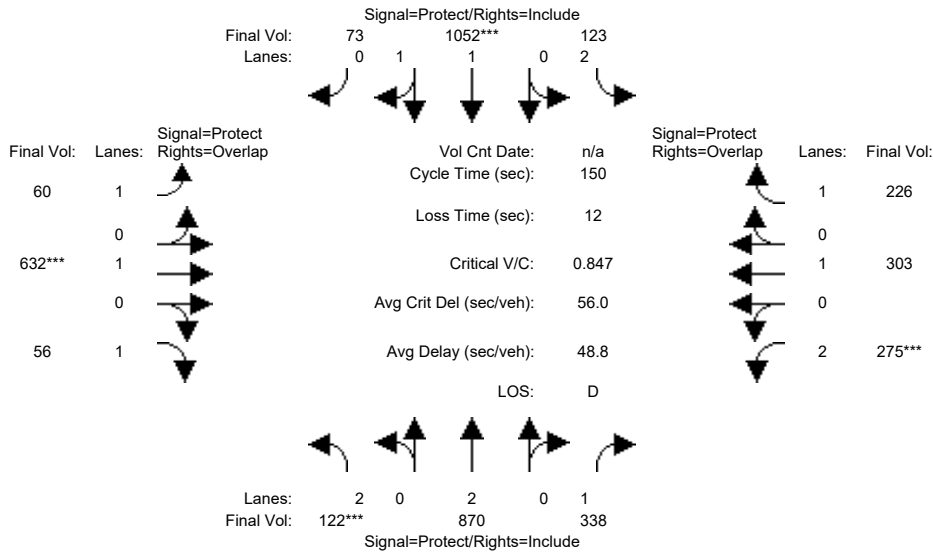 Signal=Protect/Rights=Include
Final Vol: 73 1052*** 123
Lanes: 0 1 1 0 2
Signal=Protect
Final Vol: Lanes: Rights=Overlap
Vol Cnt Date: n/a
Signal=Protect
Rights=Overlap Lanes: Final Vol:
Cycle Time (sec): 150
60 1
1 226
Loss Time (sec): 12
0
0
632*** 1
Critical V/C: 0.847
1 303
0
Avg Crit Del (sec/veh): 56.0
0
56 1
Avg Delay (sec/veh): 48.8
2 275***
LOS: D
Lanes: 2 0 2 0 1
Final Vol: 122*** 870 338
Signal=Protect/Rights=Include